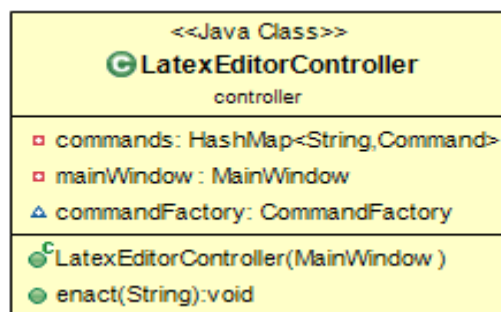 <<Java Class>>
LatexEditorController
controller
commands: HashMap<String,Command>
mainWindow : MainWindow
commandFactory: CommandFactory
LatexEditorController(MainWindow )
enact(String):void